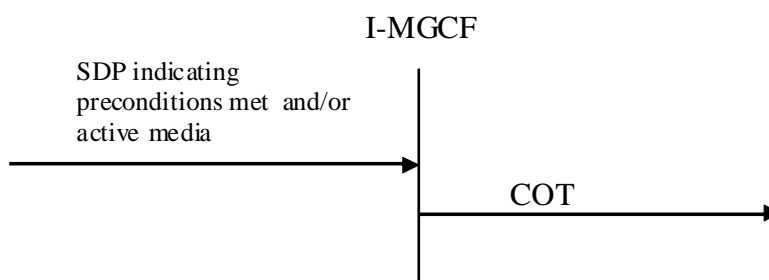 I-MGCF
SDP indicating
preconditions met and/or
active media
COT